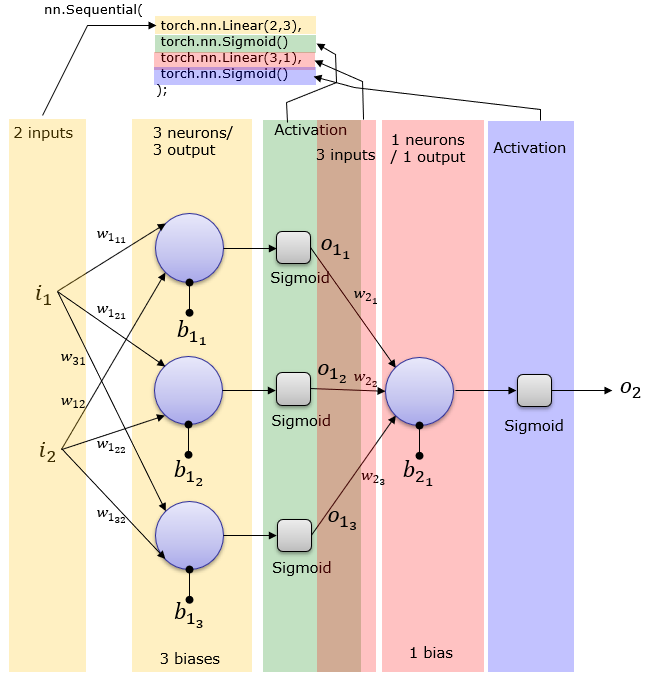 nn.Sequential(
torch.nn.Linear(2,3),
torch.nn.Sigmoid()
torch.nn.Linear(3,1),
torch.nn.Sigmoid()
);
2 inputs
3 neurons/
3 output
Activation
3 inputs
1 neurons
/ 1 output
Activation
w₁₁₁
o₁₁
Sigmoid
i₁
w₁₂₁
w₂₁
b₁₁
w₃₁
o₁₂
w₂₂
o₂
w₁₂
Sigmoid
Sigmoid
i₂
w₁₂₂
b₁₂
b₂₁
w₂₃
w₁₃₂
o₁₃
Sigmoid
b₁₃
3 biases
1 bias